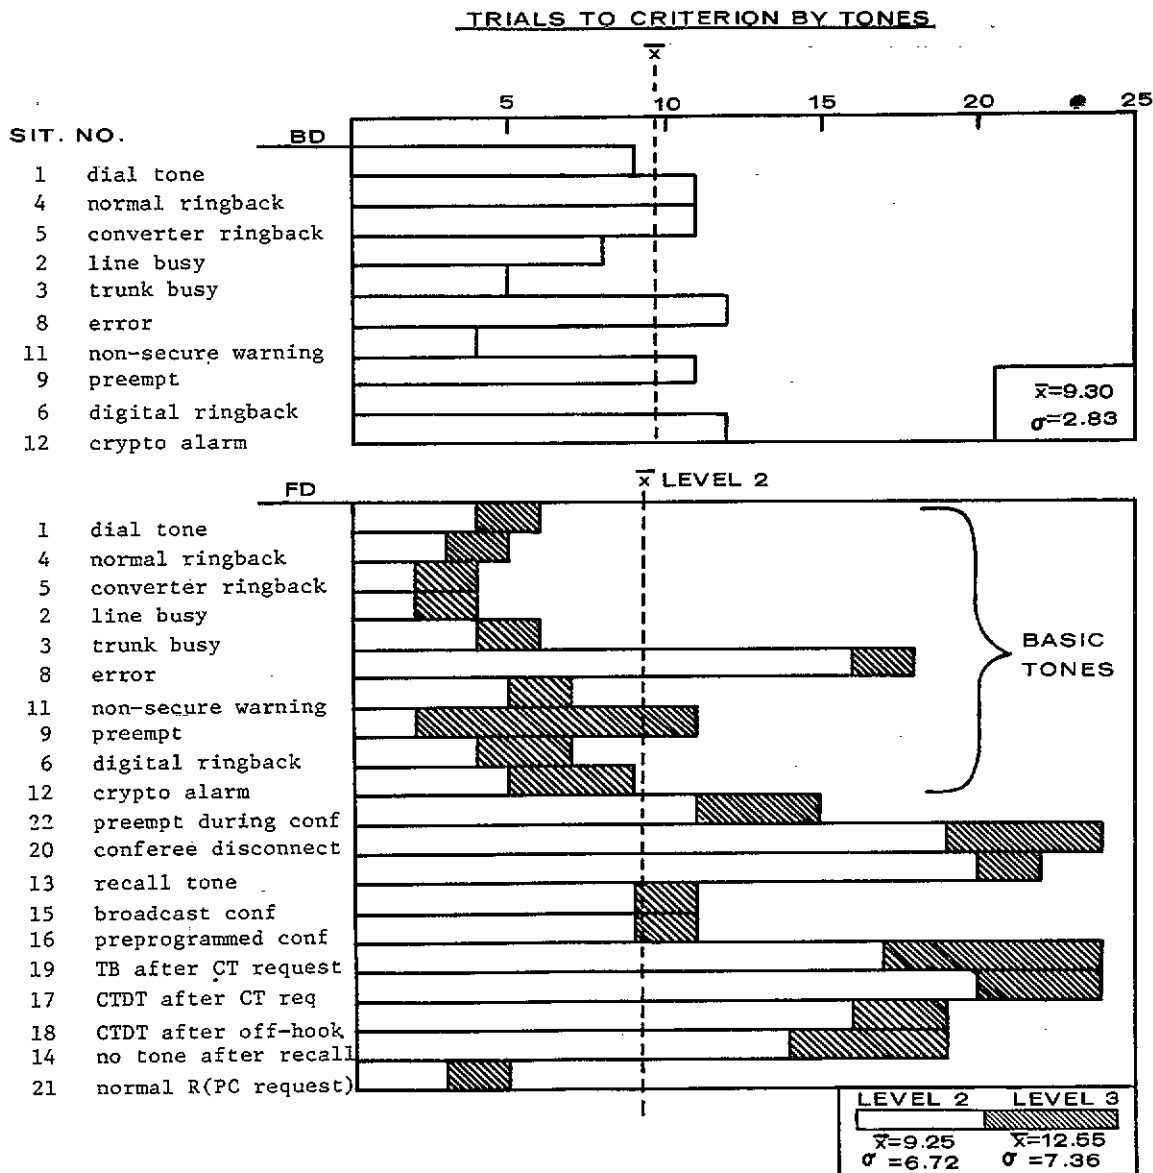 TRIALS TO CRITERION BY TONES
x̄
5 10 15 20 25
SIT. NO. BD
1 dial tone
4 normal ringback
5 converter ringback
2 line busy
3 trunk busy
8 error
11 non-secure warning
9 preempt
6 digital ringback
12 crypto alarm
x̄=9.30
σ=2.83
FD
x̄ LEVEL 2
1 dial tone
4 normal ringback
5 converter ringback
2 line busy
3 trunk busy
8 error
11 non-secure warning
9 preempt
6 digital ringback
12 crypto alarm
22 preempt during conf
20 conferee disconnect
13 recall tone
15 broadcast conf
16 preprogrammed conf
19 TB after CT request
17 CTDT after CT req
18 CTDT after off-hook
14 no tone after recall
21 normal R(PC request)
BASIC
TONES
LEVEL 2 LEVEL 3
x̄=9.25 x̄=12.55
σ=6.72 σ=7.36